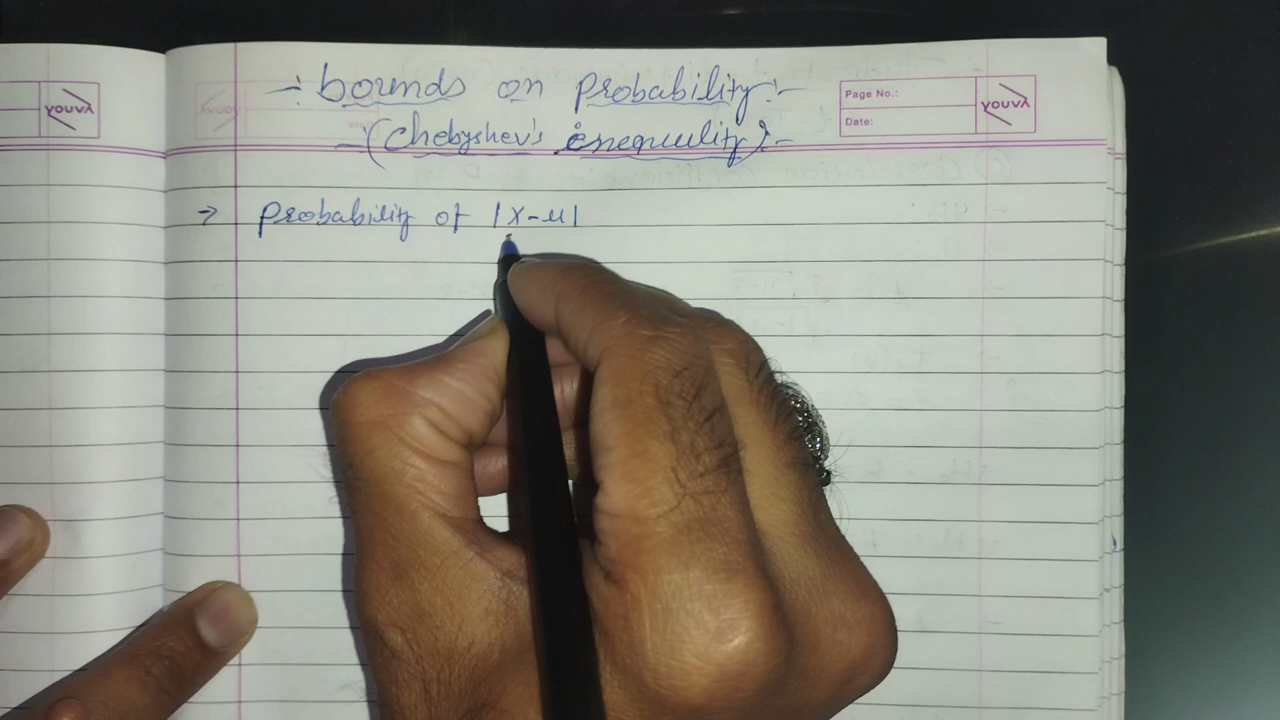 -: bounds on probability :-
Page No.:
Date:
YOUVA
YOUVA
-(Chebyshev's inequality):-
→ probability of |X-μ|